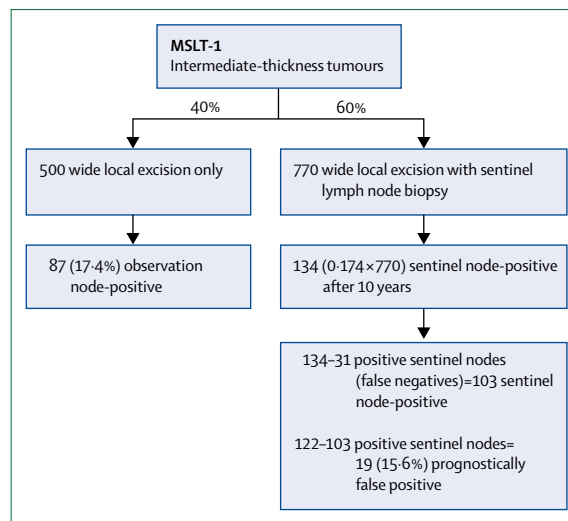 MSLT-1
Intermediate-thickness tumours
40%
60%
500 wide local excision only
770 wide local excision with sentinel
lymph node biopsy
87 (17·4%) observation
node-positive
134 (0·174×770) sentinel node-positive
after 10 years
134–31 positive sentinel nodes
(false negatives)=103 sentinel
node-positive
122–103 positive sentinel nodes=
19 (15·6%) prognostically
false positive